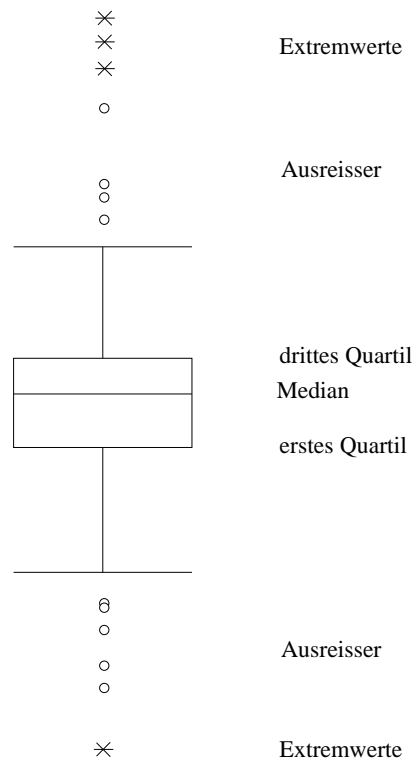 Extremwerte
Ausreisser
drittes Quartil
Median
erstes Quartil
Ausreisser
Extremwerte